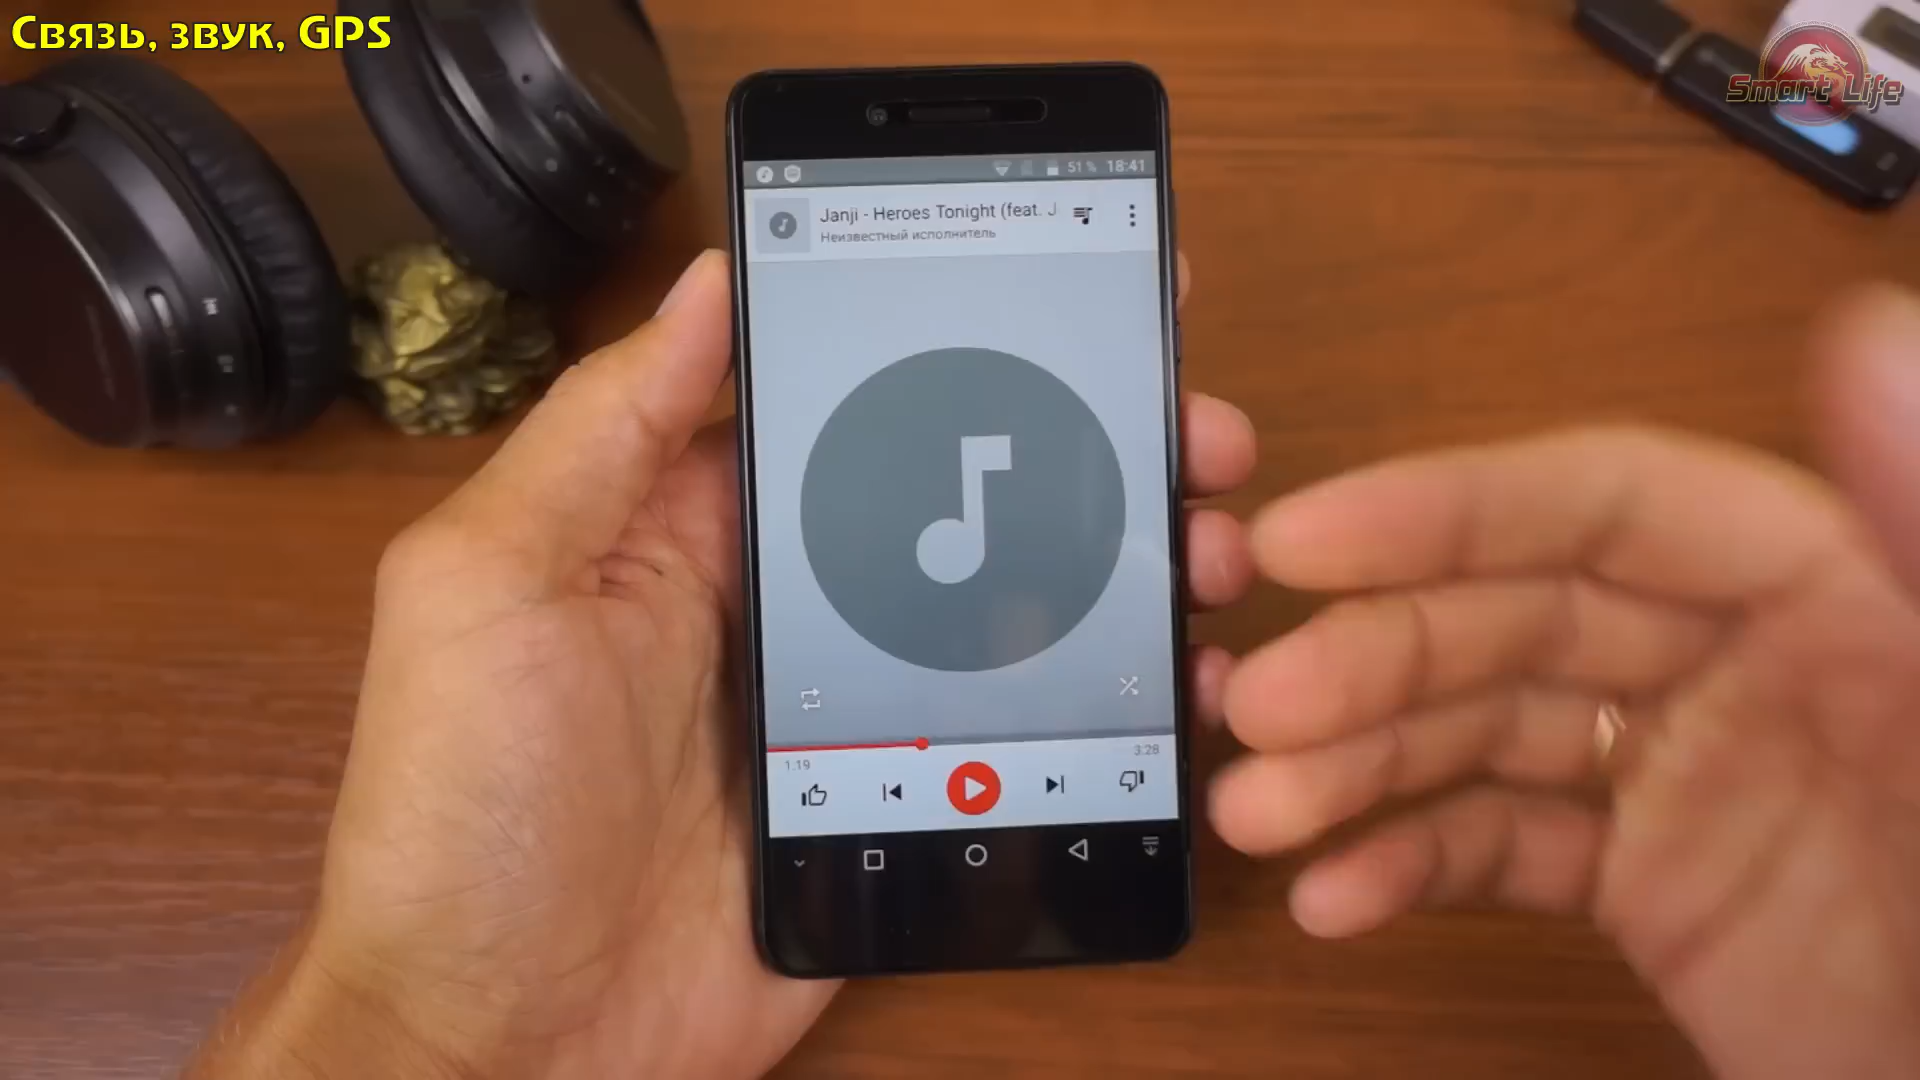 Связь, звук, GPS
Smart Life
51 % 18:41
Janji - Heroes Tonight (feat. J
Неизвестный исполнитель
1:19
3:28